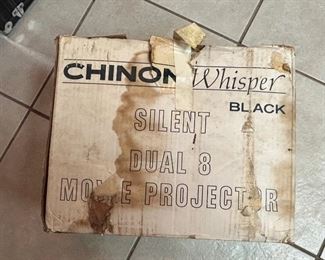 CHINON Whisper
BLACK
SILENT
DUAL 8
MOVIE PROJECTOR